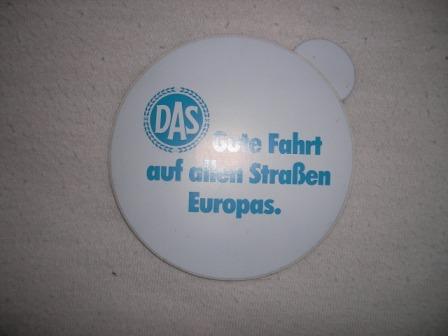 DAS
Gute Fahrt
auf allen Straßen
Europas.